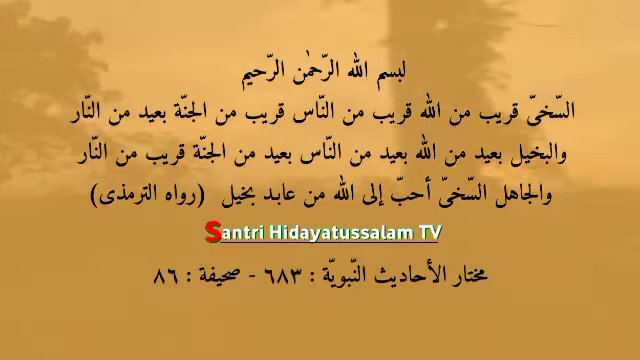 لبسم الله الرّحمٰن الرّحيم
السّخيّ قريب من الله قريب من النّاس قريب من الجنّة بعيد من النّار
والبخيل بعيد من الله بعيد من النّاس بعيد من الجنّة قريب من النّار
والجاهل السّخيّ أحبّ إلى الله من عابد بخيل (رواه الترمذى)
Santri Hidayatussalam TV
مختار الأحاديث النّبويّة : ٦٨٣ - صحيفة : ٨٦